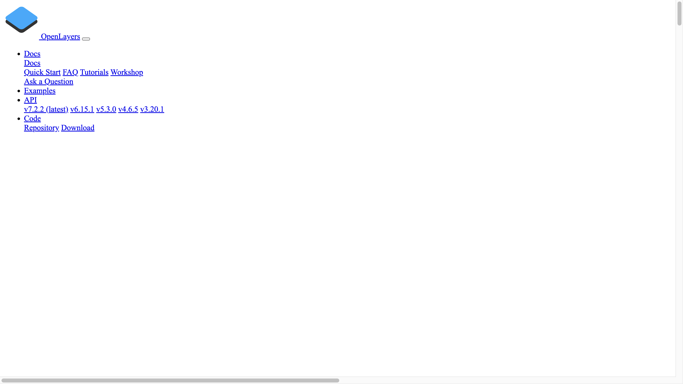 OpenLayers
Docs
Docs
Quick Start FAQ Tutorials Workshop
Ask a Question
Examples
API
v7.2.2 (latest) v6.15.1 v5.3.0 v4.6.5 v3.20.1
Code
Repository Download